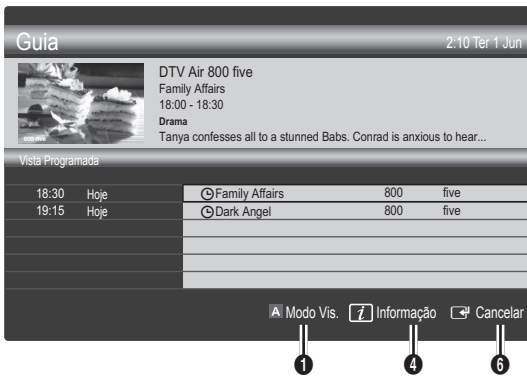 Guia 2:10 Ter 1 Jun
DTV Air 800 five
Family Affairs
18:00 - 18:30
Drama
Tanya confesses all to a stunned Babs. Conrad is anxious to hear...
Vista Programada
18:30 Hoje Family Affairs 800 five
19:15 Hoje Dark Angel 800 five
A Modo Vis. i Informação Cancelar
1 4 6